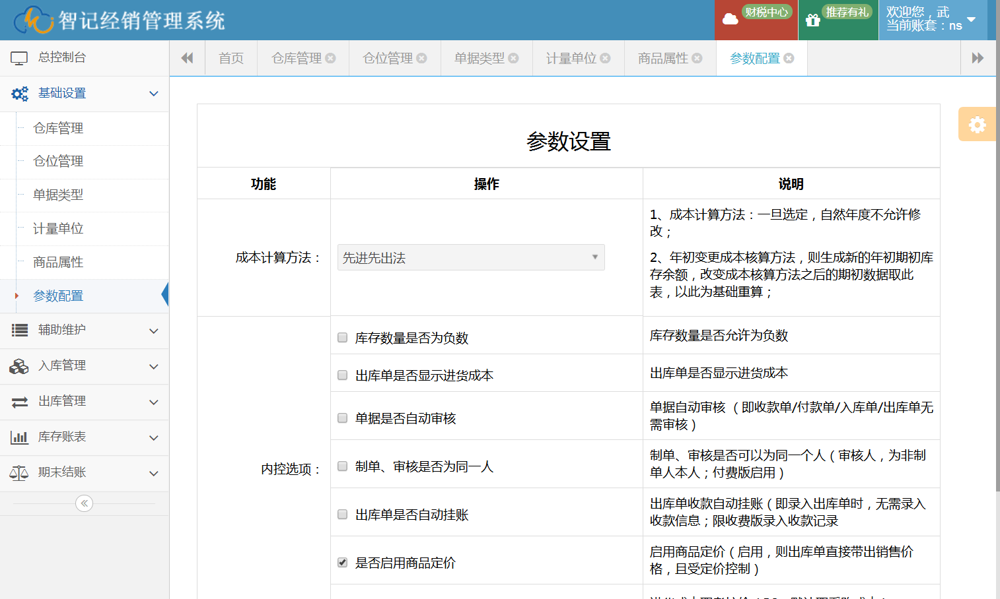 智记经销管理系统
财税中心
推荐有礼
欢迎您，武
当前账套：ns
总控制台
基础设置
仓库管理
仓位管理
单据类型
计量单位
商品属性
参数配置
辅助维护
入库管理
出库管理
库存账表
期末结账
首页
仓库管理
仓位管理
单据类型
计量单位
商品属性
参数配置
参数设置
功能
操作
说明
成本计算方法：
先进先出法
1、成本计算方法：一旦选定，自然年度不允许修
改；
2、年初变更成本核算方法，则生成新的年初期初库
存余额，改变成本核算方法之后的期初数据取此
表，以此为基础重算；
内控选项：
库存数量是否为负数
库存数量是否允许为负数
出库单是否显示进货成本
出库单是否显示进货成本
单据是否自动审核
单据自动审核 （即收款单/付款单/入库单/出库单无
需审核）
制单、审核是否为同一人
制单、审核是否可以为同一个人（审核人，为非制
单人本人；付费版启用）
出库单是否自动挂账
出库单收款自动挂账（即录入出库单时，无需录入
收款信息；限收费版录入收款记录
是否启用商品定价
启用商品定价（启用，则出库单直接带出销售价
格，且受定价控制）